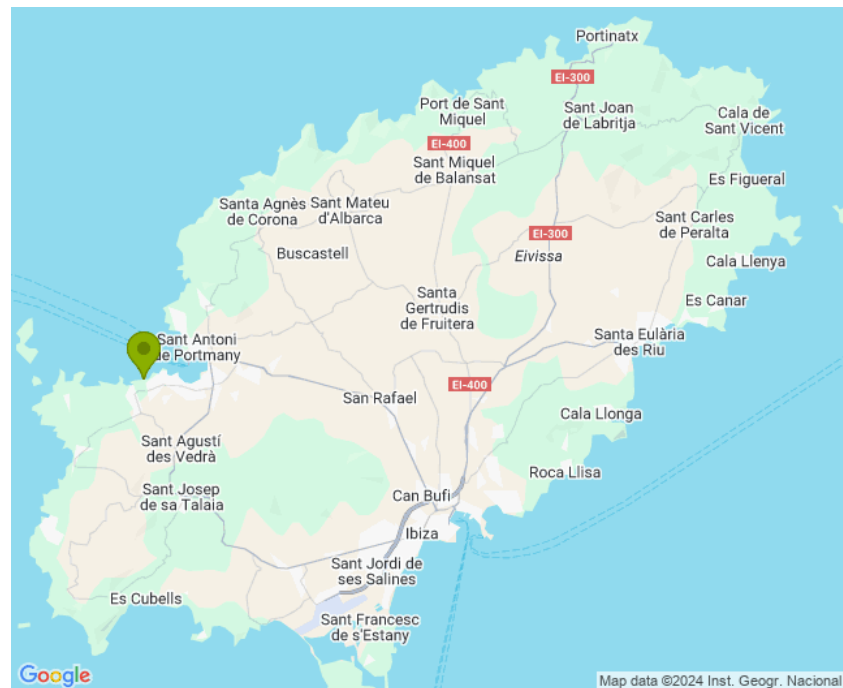 Portinatx
EI-300
Port de Sant
Miquel
Sant Joan
de Labritja
Cala de
Sant Vicent
EI-400
Sant Miquel
de Balansat
Es Figueral
Santa Agnès
de Corona
Sant Mateu
d'Albarca
Sant Carles
de Peralta
EI-300
Buscastell
Eivissa
Cala Llenya
Santa
Gertrudis
de Fruitera
Es Canar
Sant Antoni
de Portmany
Santa Eulària
des Riu
EI-400
San Rafael
Cala Llonga
Sant Agustí
des Vedrà
Roca Llisa
Sant Josep
de sa Talaia
Can Bufi
Ibiza
Sant Jordi de
ses Salines
Es Cubells
Sant Francesc
de s'Estany
Google
Map data ©2024 Inst. Geogr. Nacional